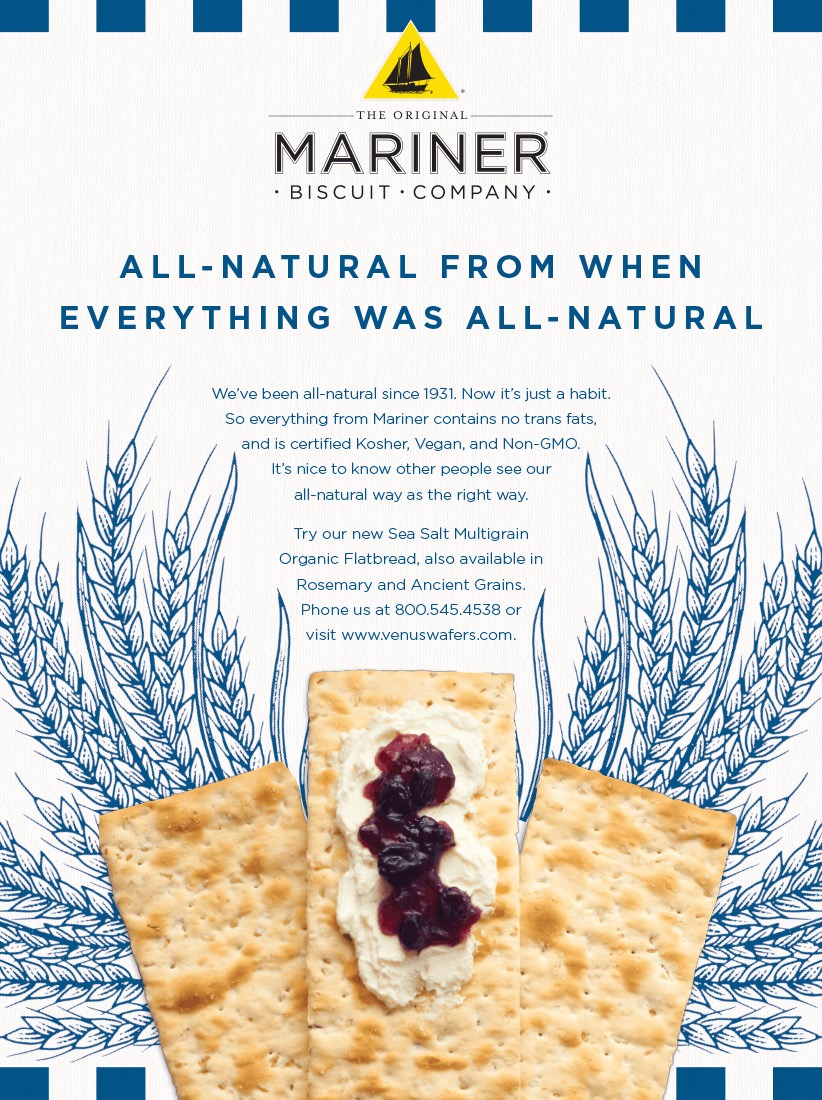 THE ORIGINAL
MARINER®
· BISCUIT · COMPANY ·
ALL-NATURAL FROM WHEN
EVERYTHING WAS ALL-NATURAL
We’ve been all-natural since 1931. Now it’s just a habit.
So everything from Mariner contains no trans fats,
and is certified Kosher, Vegan, and Non-GMO.
It’s nice to know other people see our
all-natural way as the right way.
Try our new Sea Salt Multigrain
Organic Flatbread, also available in
Rosemary and Ancient Grains.
Phone us at 800.545.4538 or
visit www.venuswafers.com.